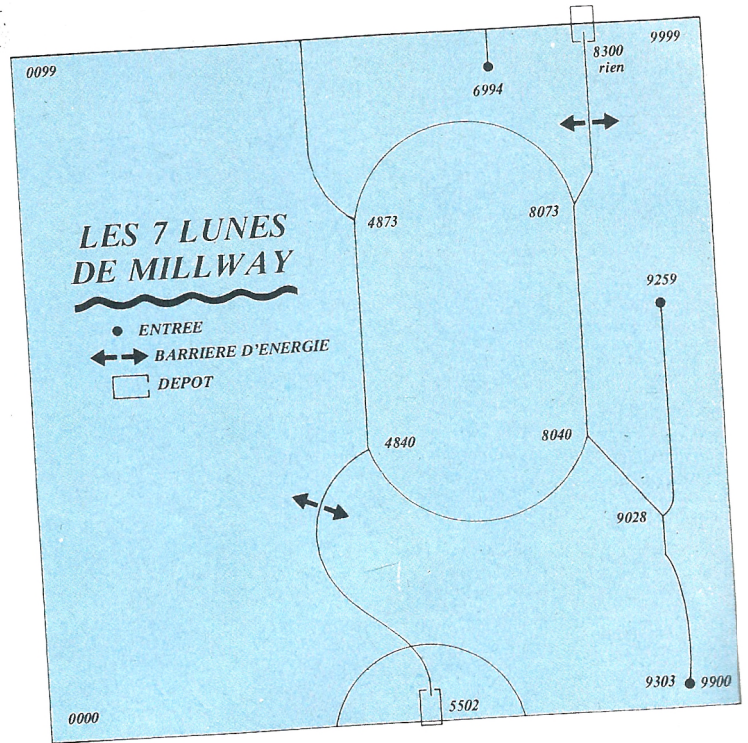 0099
9999
8300
rien
6994
LES 7 LUNES
DE MILLWAY
4873
8073
ENTREE
BARRIERE D'ENERGIE
DEPOT
9259
4840
8040
9028
9303
9900
5502
0000